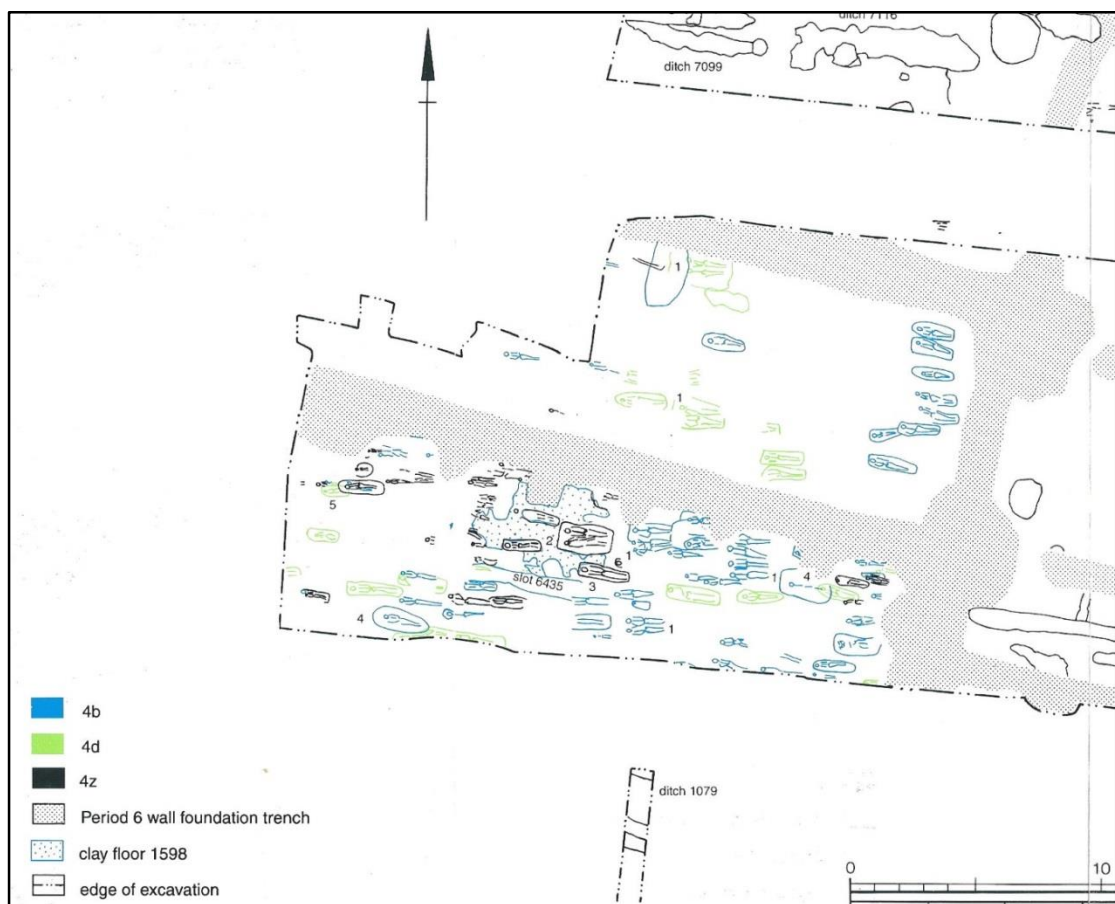 ditch 7116
ditch 7099
1
1
5
2
1
6
slot 6435
3
1
4
4
1
4b
4d
4z
Period 6 wall foundation trench
clay floor 1598
edge of excavation
ditch 1079
0
10